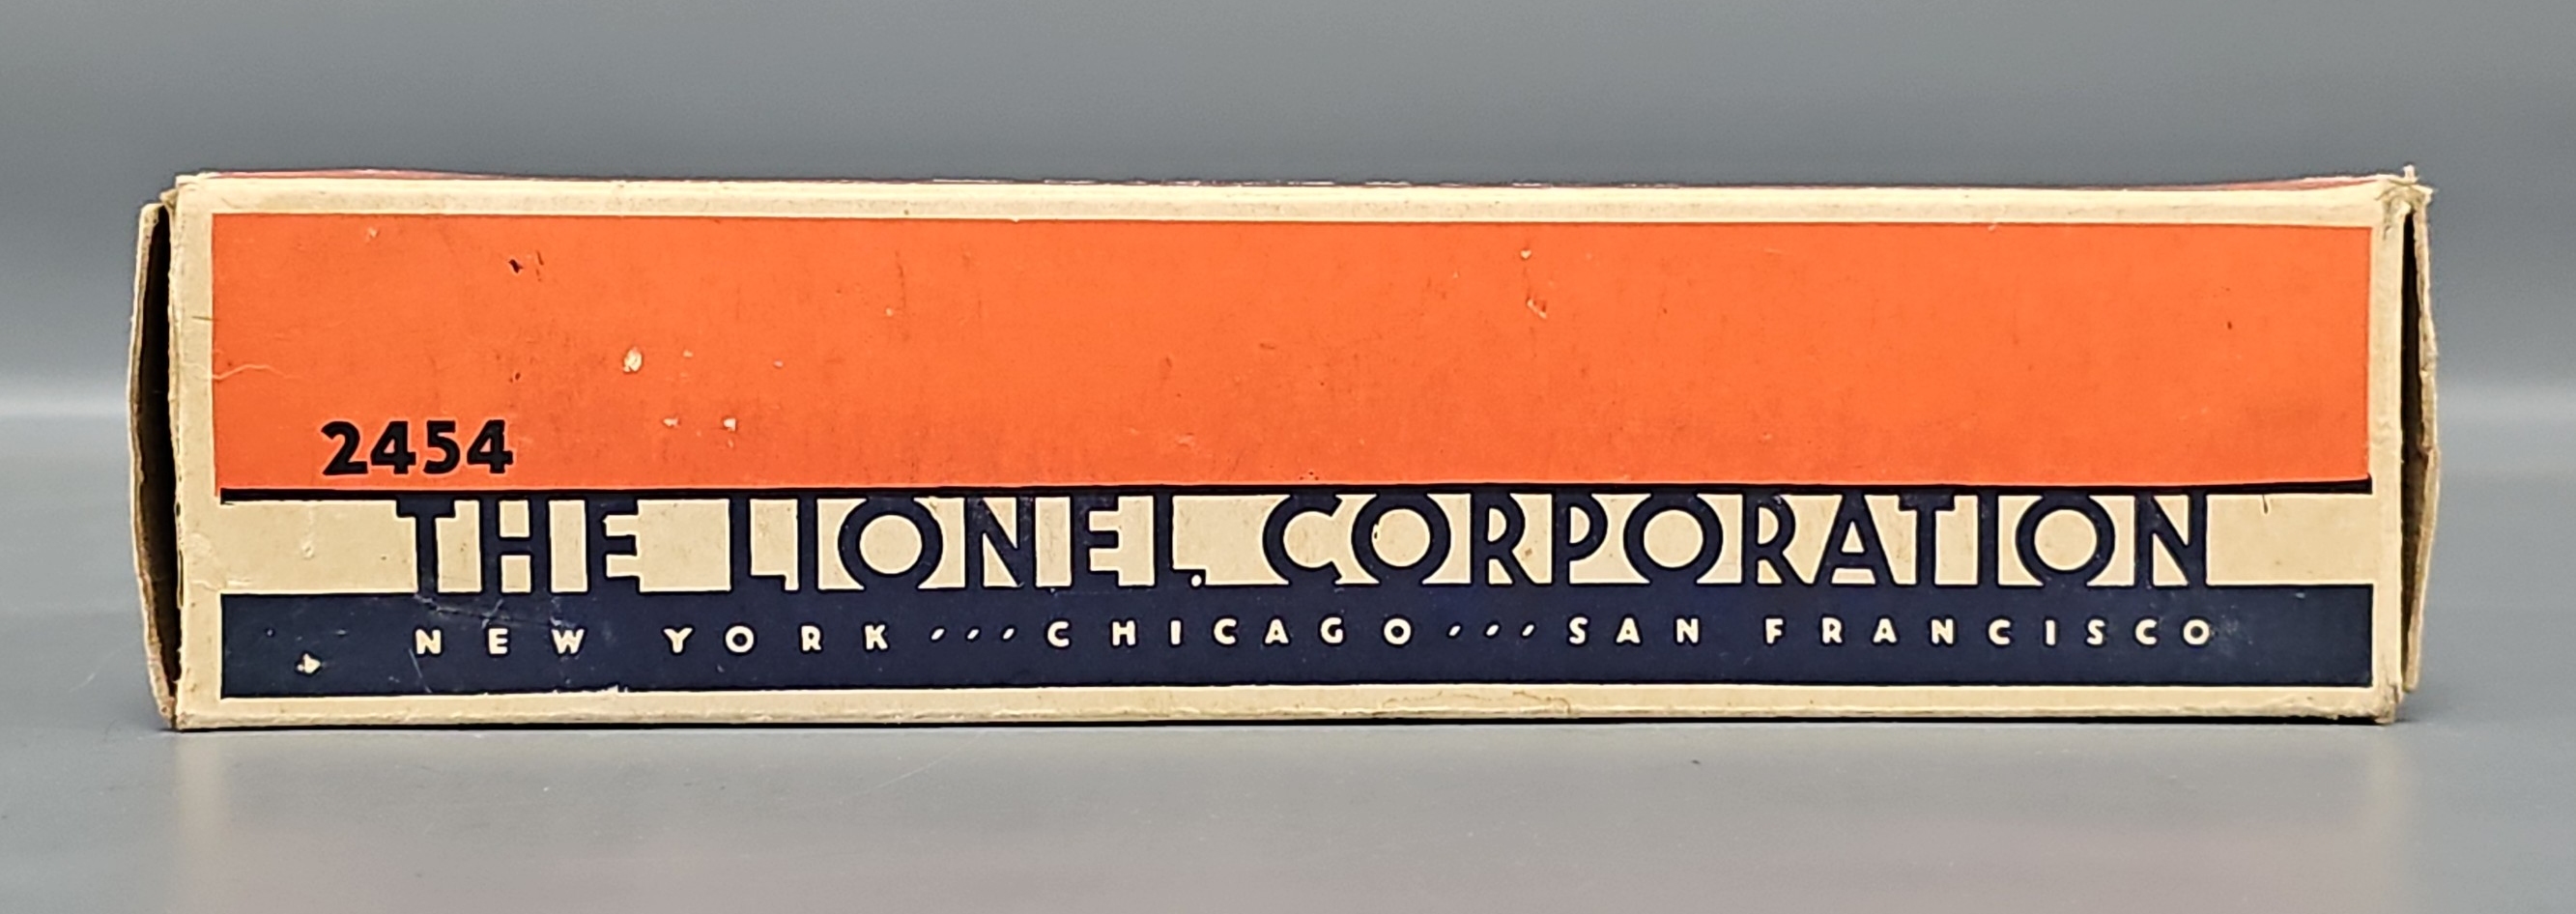 2454
THE LIONEL CORPORATION
NEW YORK ・・・CHICAGO・・・SAN FRANCISCO